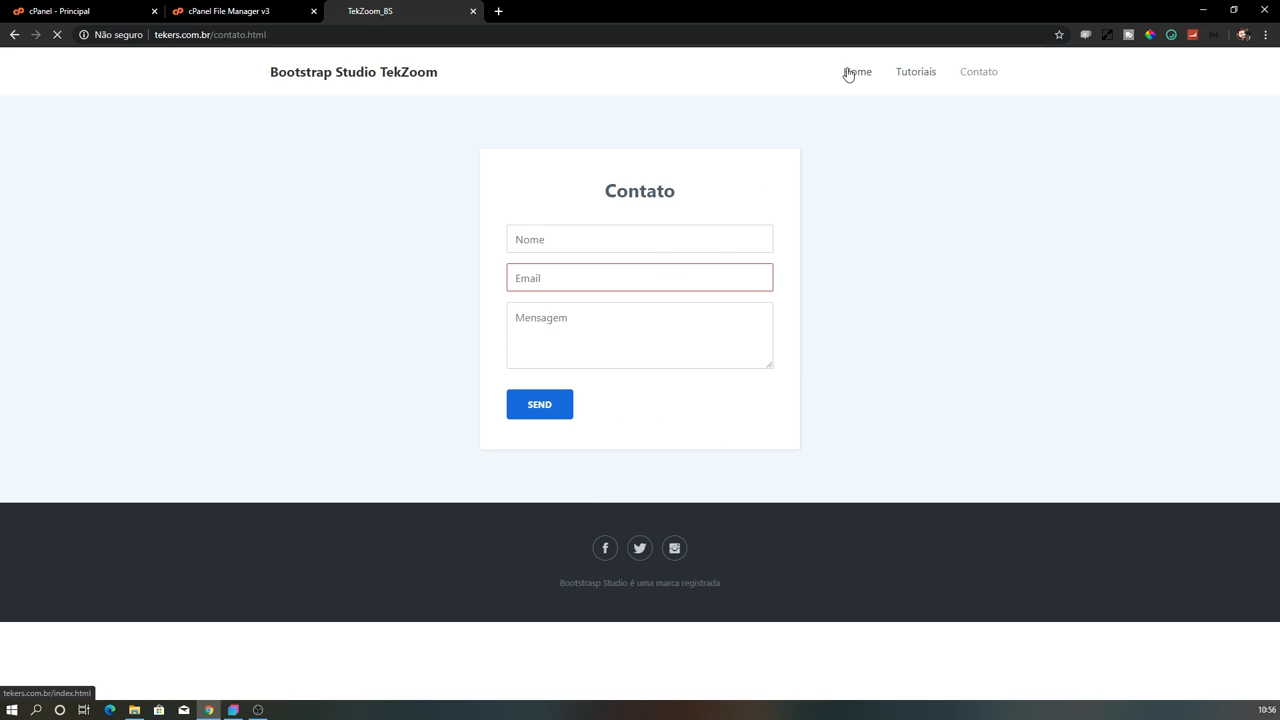 cPanel - Principal
cPanel File Manager v3
TekZoom_BS
Não seguro
tekers.com.br/contato.html
Bootstrap Studio TekZoom
Home
Tutoriais
Contato
Contato
Nome
Email
Mensagem
SEND
Bootstrasp Studio é uma marca registrada
tekers.com.br/index.html
10:56